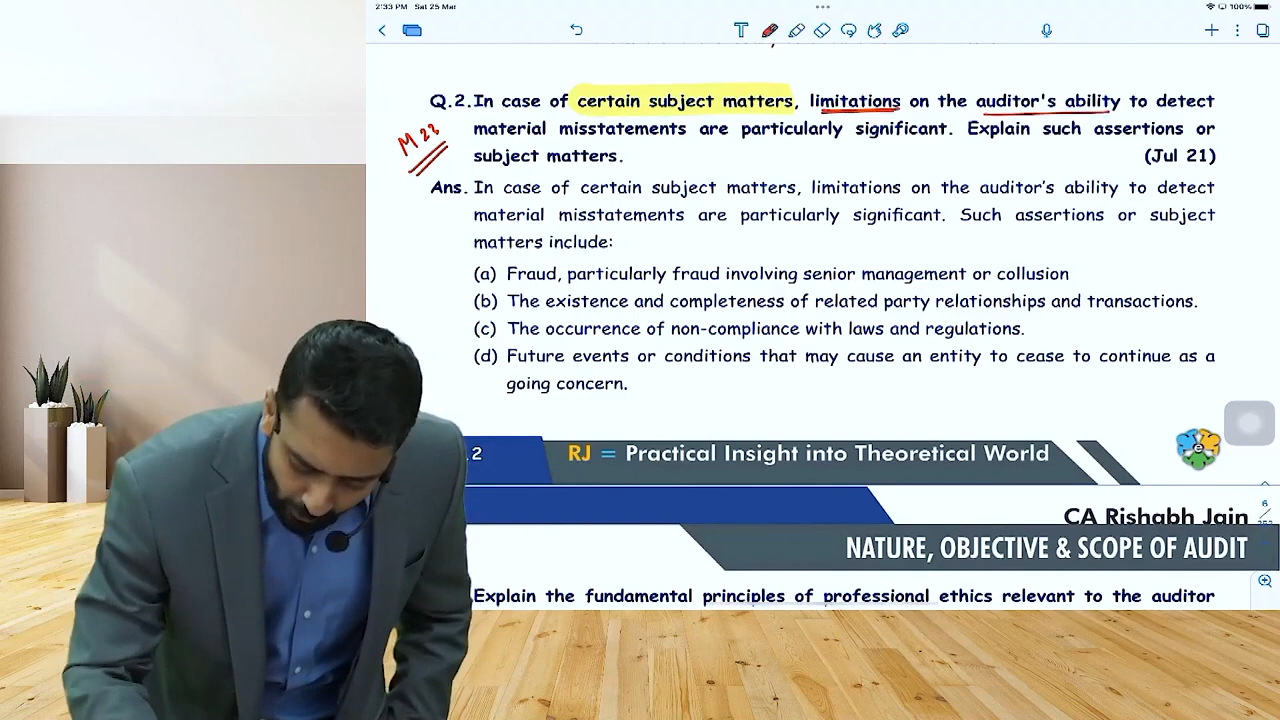 2:33 PM Sat 25 Mar
100%
Q.2. In case of certain subject matters, limitations on the auditor's ability to detect
material misstatements are particularly significant. Explain such assertions or
subject matters. (Jul 21)
M22
Ans. In case of certain subject matters, limitations on the auditor's ability to detect
material misstatements are particularly significant. Such assertions or subject
matters include:
(a) Fraud, particularly fraud involving senior management or collusion
(b) The existence and completeness of related party relationships and transactions.
(c) The occurrence of non-compliance with laws and regulations.
(d) Future events or conditions that may cause an entity to cease to continue as a
going concern.
.2 RJ = Practical Insight into Theoretical World
CA Rishabh Jain
6
NATURE, OBJECTIVE & SCOPE OF AUDIT
Explain the fundamental principles of professional ethics relevant to the auditor